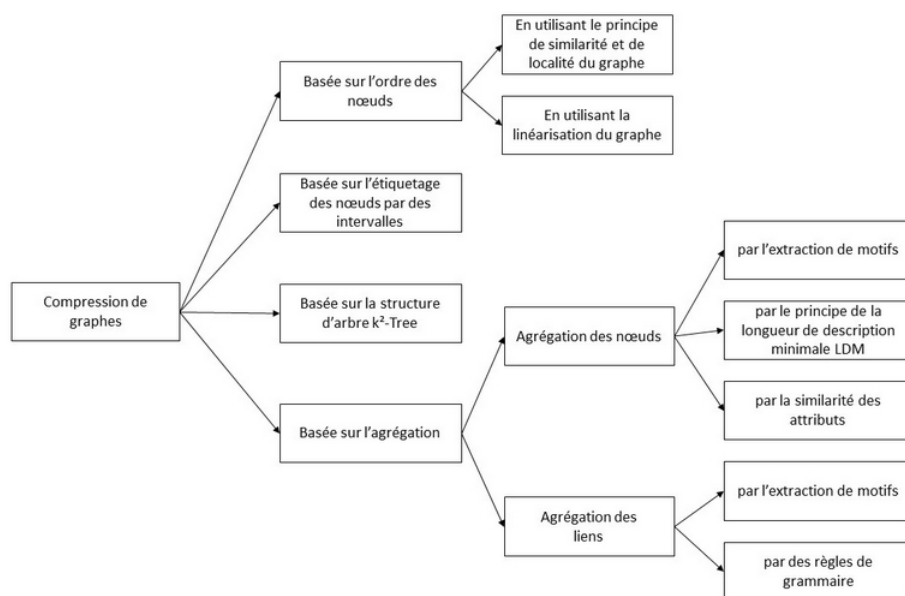 En utilisant le principe
de similarité et de
localité du graphe
Basée sur l'ordre des
nœuds
En utilisant la
linéarisation du graphe
Basée sur l'étiquetage
des nœuds par des
intervalles
par l'extraction de motifs
Compression de
graphes
Basée sur la structure
d'arbre k²-Tree
Agrégation des nœuds
par le principe de la
longueur de description
minimale LDM
par la similarité des
attributs
Basée sur l'agrégation
par l'extraction de motifs
Agrégation des
liens
par des règles de
grammaire